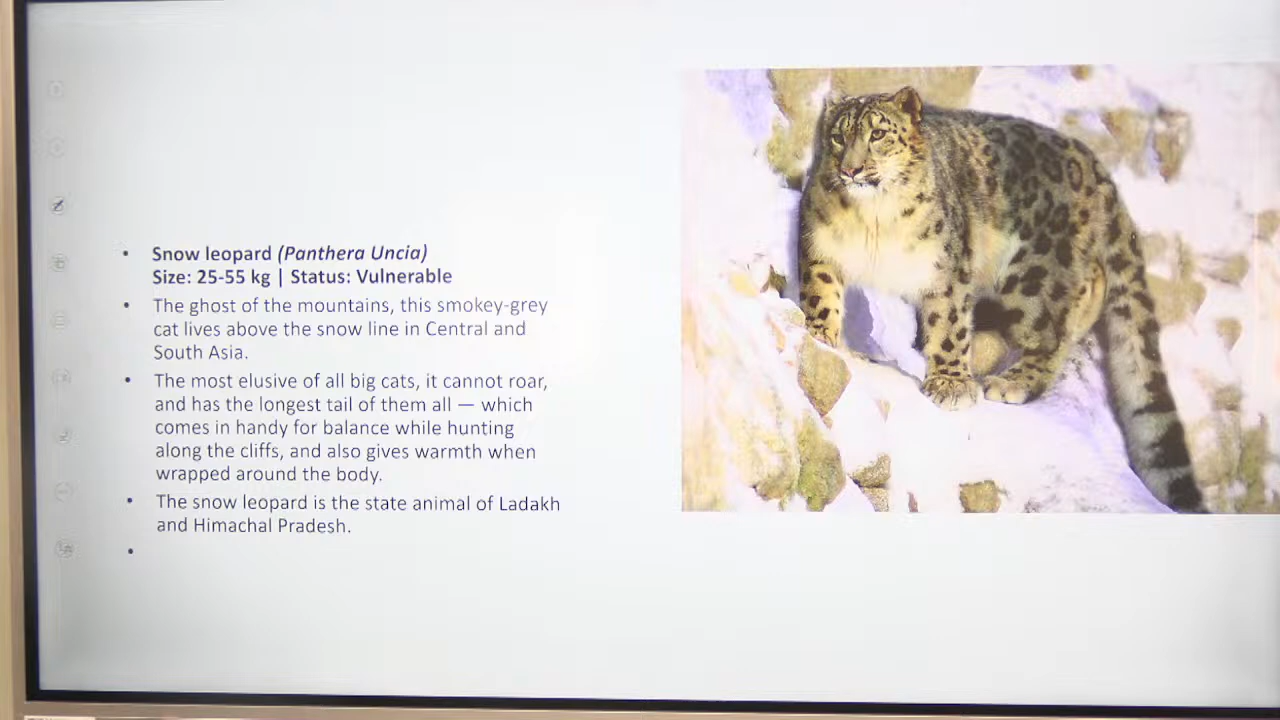 • Snow leopard (Panthera Uncia)
Size: 25-55 kg | Status: Vulnerable
• The ghost of the mountains, this smokey-grey
cat lives above the snow line in Central and
South Asia.
• The most elusive of all big cats, it cannot roar,
and has the longest tail of them all — which
comes in handy for balance while hunting
along the cliffs, and also gives warmth when
wrapped around the body.
• The snow leopard is the state animal of Ladakh
and Himachal Pradesh.
•